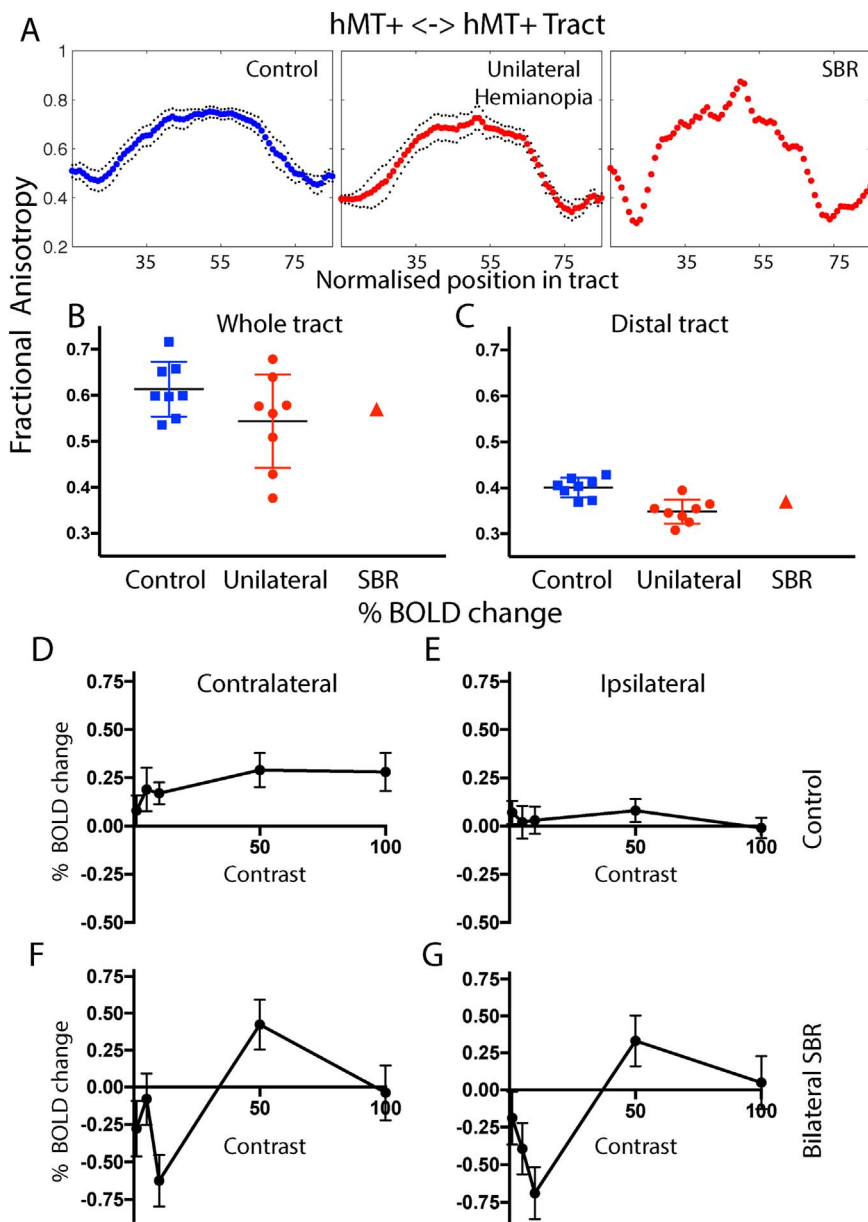 A
hMT+ <-> hMT+ Tract
Control
Unilateral
Hemianopia
SBR
1
0.8
0.6
0.4
0.2
35 55 75
35 55 75
35 55 75
Normalised position in tract
Fractional Anisotropy
B
Whole tract
0.7
0.6
0.5
0.4
0.3
Control Unilateral SBR
C
Distal tract
0.7
0.6
0.5
0.4
0.3
Control Unilateral SBR
% BOLD change
D
Contralateral
% BOLD change
0.75
0.50
0.25
0.00
-0.25
-0.50
50 100
Contrast
E
Ipsilateral
0.75
0.50
0.25
0.00
-0.25
-0.50
50 100
Contrast
Control
F
% BOLD change
0.75
0.50
0.25
0.00
-0.25
-0.50
-0.75
50 100
Contrast
G
0.75
0.50
0.25
0.00
-0.25
-0.50
-0.75
50 100
Contrast
Bilateral SBR